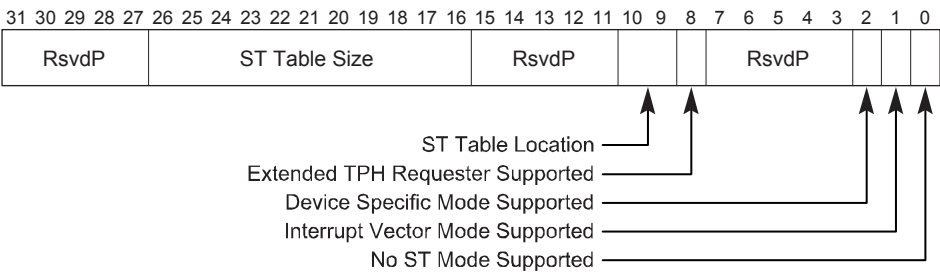 31 30 29 28 27 26 25 24 23 22 21 20 19 18 17 16 15 14 13 12 11 10 9 8 7 6 5 4 3 2 1 0
RsvdP ST Table Size RsvdP RsvdP
ST Table Location
Extended TPH Requester Supported
Device Specific Mode Supported
Interrupt Vector Mode Supported
No ST Mode Supported